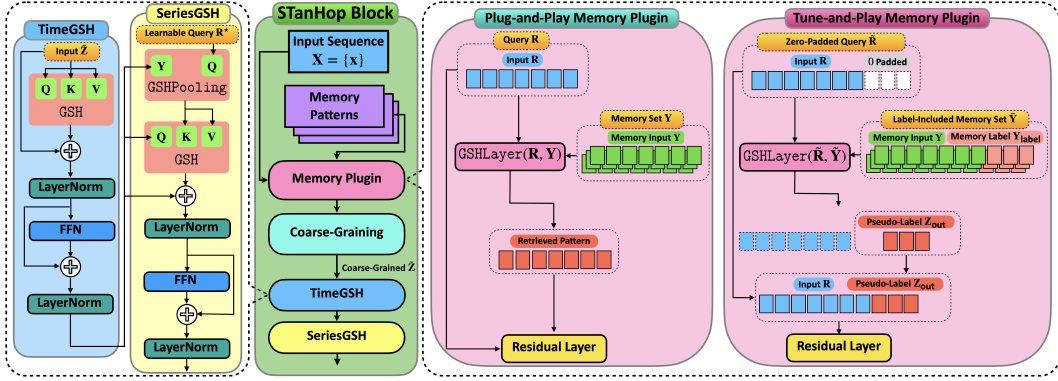 TimeGSH
Input Z̃
Q K V
GSH
LayerNorm
FFN
LayerNorm
SeriesGSH
Learnable Query R*
Y Q
GSHPooling
Q K V
GSH
LayerNorm
FFN
LayerNorm
STanHop Block
Input Sequence
X = {x}
Memory
Patterns
Memory Plugin
Coarse-Graining
Coarse-Grained Z̃
TimeGSH
SeriesGSH
Plug-and-Play Memory Plugin
Query R
Input R
Memory Set Y
Memory Input Y
GSHLayer(R, Y)
Retrieved Pattern
Residual Layer
Tune-and-Play Memory Plugin
Zero-Padded Query R̃
Input R 0 Padded
Label-Included Memory Set Ỹ
Memory Input Y Memory Label Ylabel
GSHLayer(R̃, Ỹ)
Pseudo-Label Zout
Input R Pseudo-Label Zout
Residual Layer